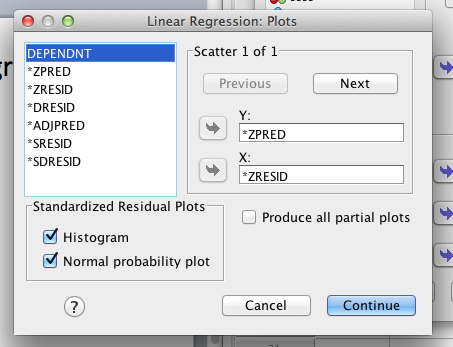 Linear Regression: Plots
DEPENDNT
*ZPRED
*ZRESID
*DRESID
*ADJPRED
*SRESID
*SDRESID
Scatter 1 of 1
Previous
Next
Y:
*ZPRED
X:
*ZRESID
Standardized Residual Plots
Histogram
Normal probability plot
Produce all partial plots
?
Cancel
Continue